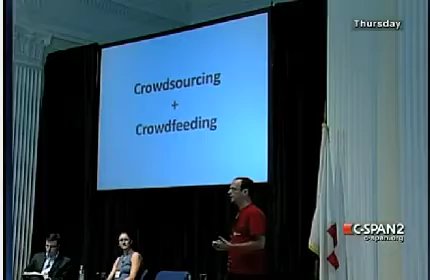 Thursday
Crowdsourcing
+
Crowdfeeding
C-SPAN2
c-span.org